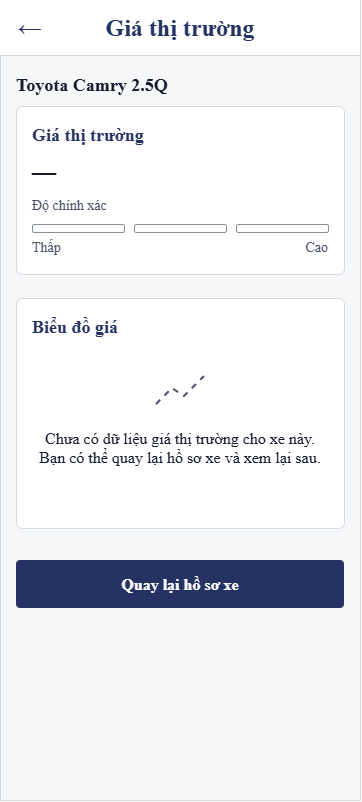 Giá thị trường
Toyota Camry 2.5Q
Giá thị trường
—
Độ chính xác
Thấp
Cao
Biểu đồ giá
Chưa có dữ liệu giá thị trường cho xe này.
Bạn có thể quay lại hồ sơ xe và xem lại sau.
Quay lại hồ sơ xe